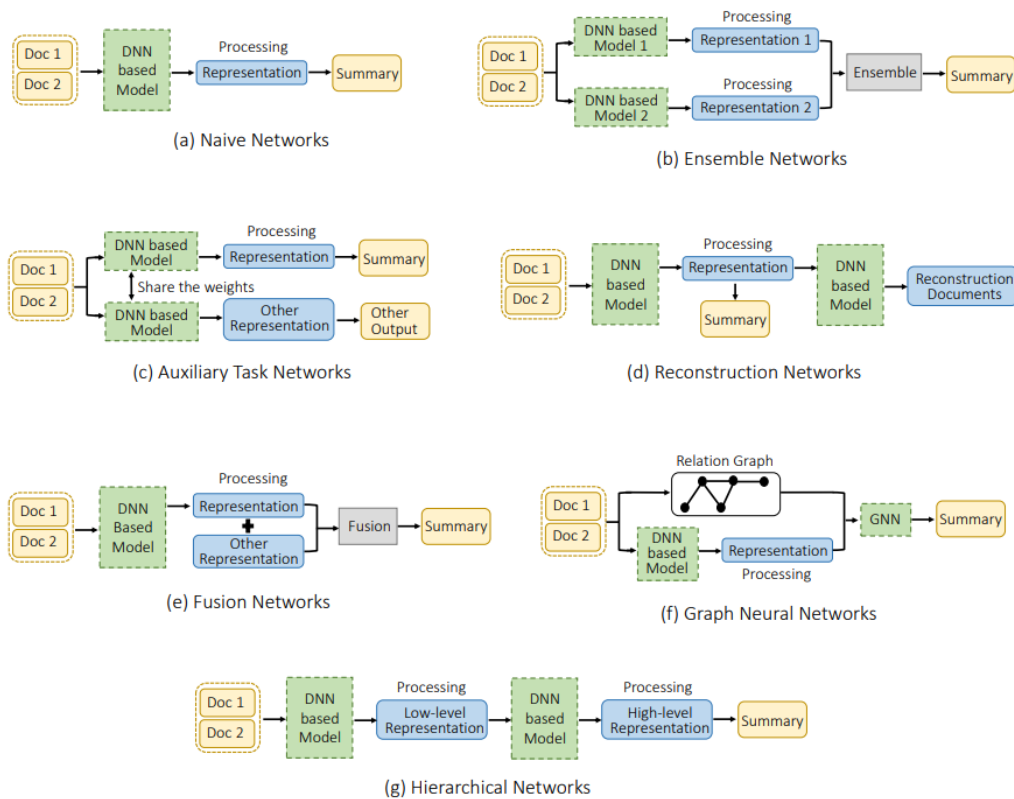 Doc 1
Doc 2
DNN
based
Model
Processing
Representation
Summary
(a) Naive Networks
Doc 1
Doc 2
DNN based
Model 1
Processing
Representation 1
DNN based
Model 2
Processing
Representation 2
Ensemble
Summary
(b) Ensemble Networks
Doc 1
Doc 2
DNN based
Model
Processing
Representation
Summary
Share the weights
DNN based
Model
Other
Representation
Other
Output
(c) Auxiliary Task Networks
Doc 1
Doc 2
DNN
based
Model
Processing
Representation
Summary
DNN
based
Model
Reconstruction
Documents
(d) Reconstruction Networks
Doc 1
Doc 2
DNN
Based
Model
Processing
Representation
+
Other
Representation
Fusion
Summary
(e) Fusion Networks
Relation Graph
Doc 1
Doc 2
DNN
based
Model
Representation
Processing
GNN
Summary
(f) Graph Neural Networks
Doc 1
Doc 2
DNN
based
Model
Processing
Low-level
Representation
DNN
based
Model
Processing
High-level
Representation
Summary
(g) Hierarchical Networks